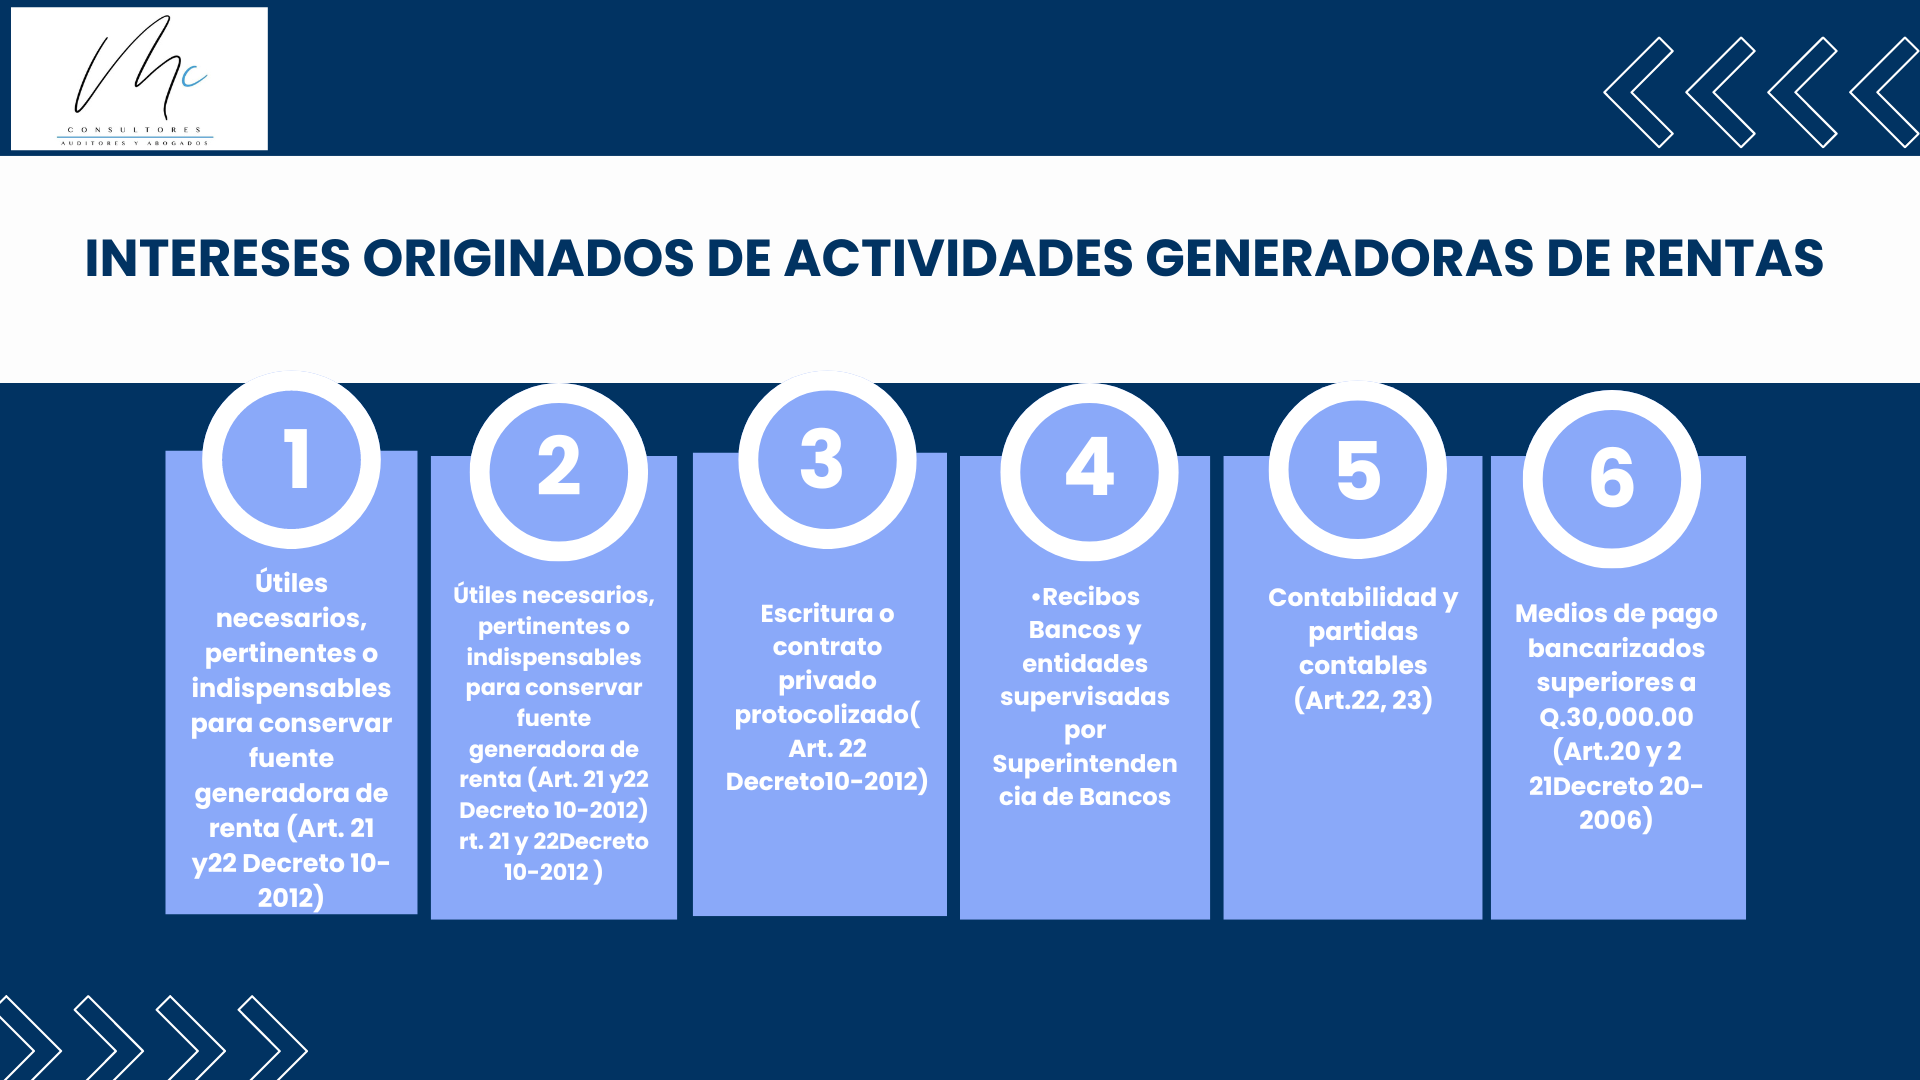 Mc
CONSULTORES
AUDITORES Y ABOGADOS
INTERESES ORIGINADOS DE ACTIVIDADES GENERADORAS DE RENTAS
1
Útiles
necesarios,
pertinentes o
indispensables
para conservar
fuente
generadora de
renta (Art. 21
y22 Decreto 10-
2012)
2
Útiles necesarios,
pertinentes o
indispensables
para conservar
fuente
generadora de
renta (Art. 21 y22
Decreto 10-2012)
rt. 21 y 22Decreto
10-2012 )
3
Escritura o
contrato
privado
protocolizado(
Art. 22
Decreto10-2012)
4
•Recibos
Bancos y
entidades
supervisadas
por
Superintenden
cia de Bancos
5
Contabilidad y
partidas
contables
(Art.22, 23)
6
Medios de pago
bancarizados
superiores a
Q.30,000.00
(Art.20 y 2
21Decreto 20-
2006)